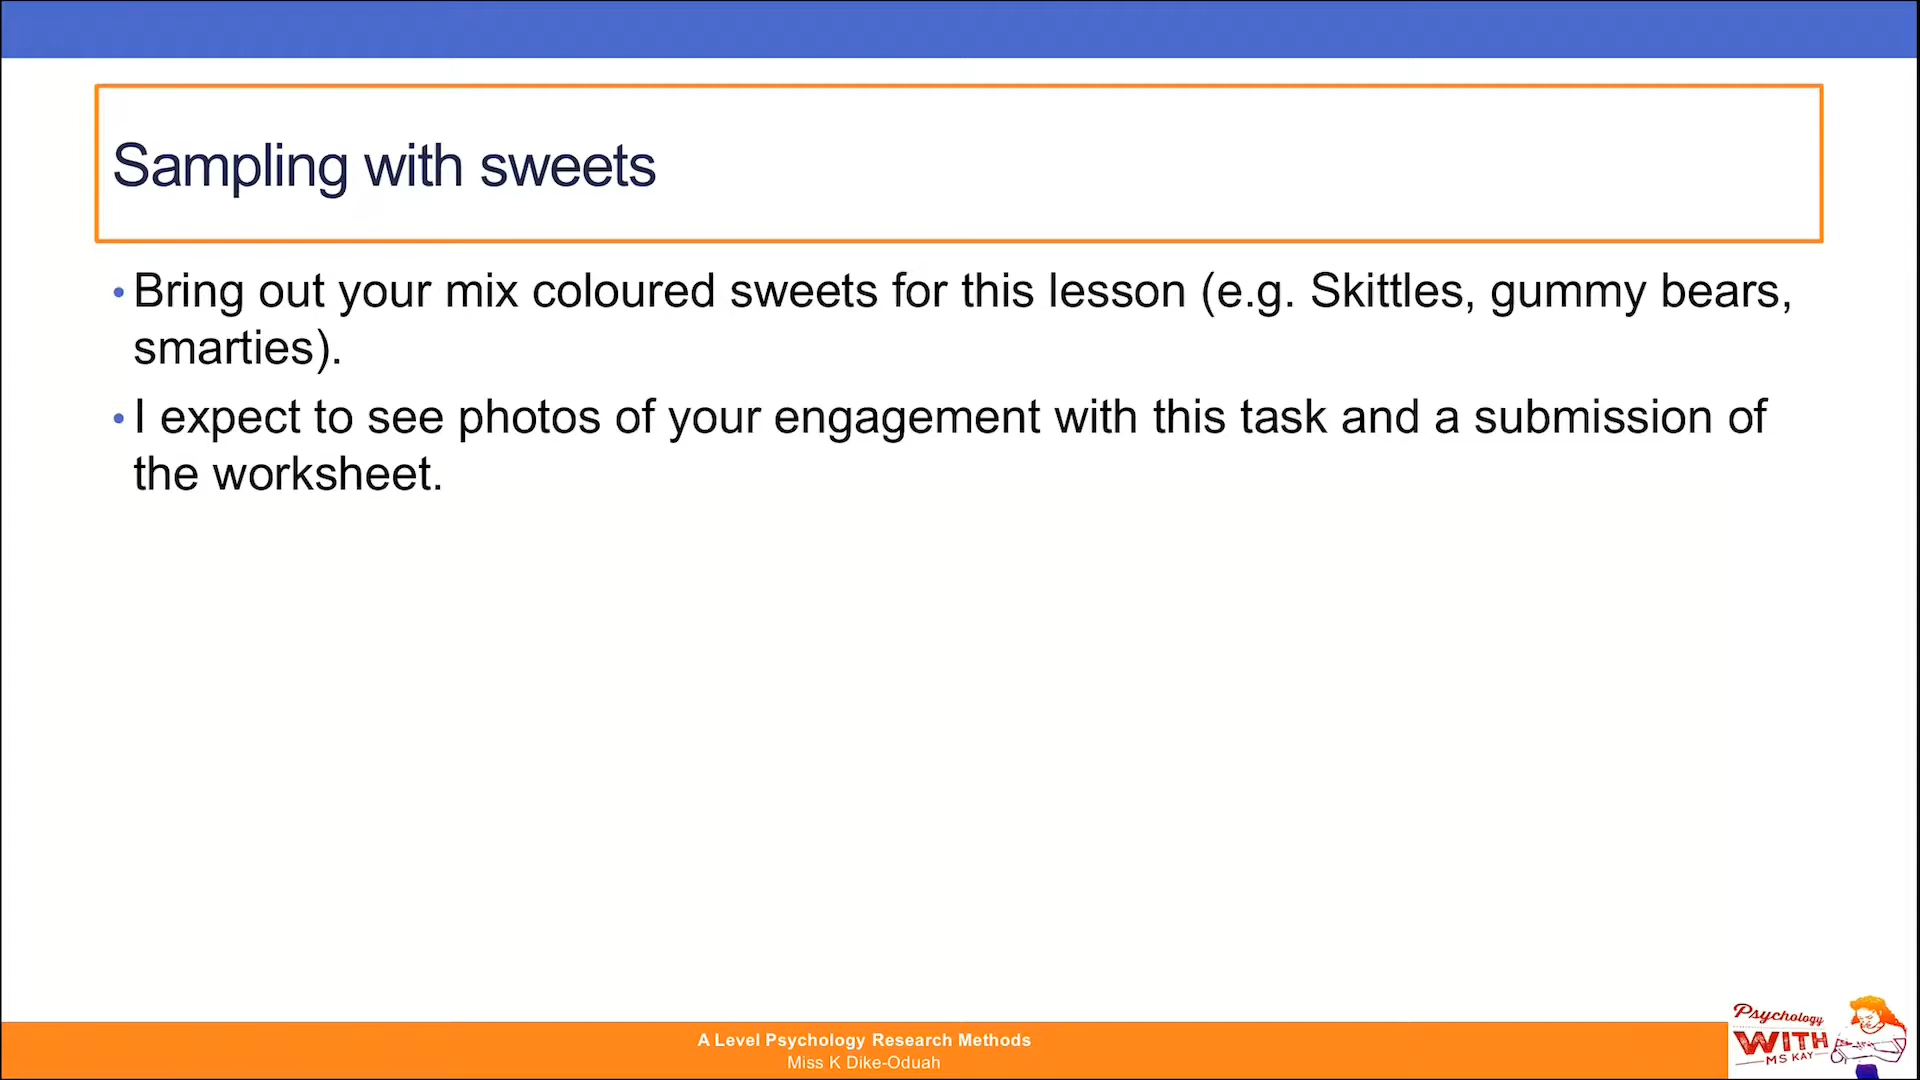 Sampling with sweets
• Bring out your mix coloured sweets for this lesson (e.g. Skittles, gummy bears,
smarties).
• I expect to see photos of your engagement with this task and a submission of
the worksheet.
A Level Psychology Research Methods
Miss K Dike-Oduah
Psychology
WITH
MS KAY